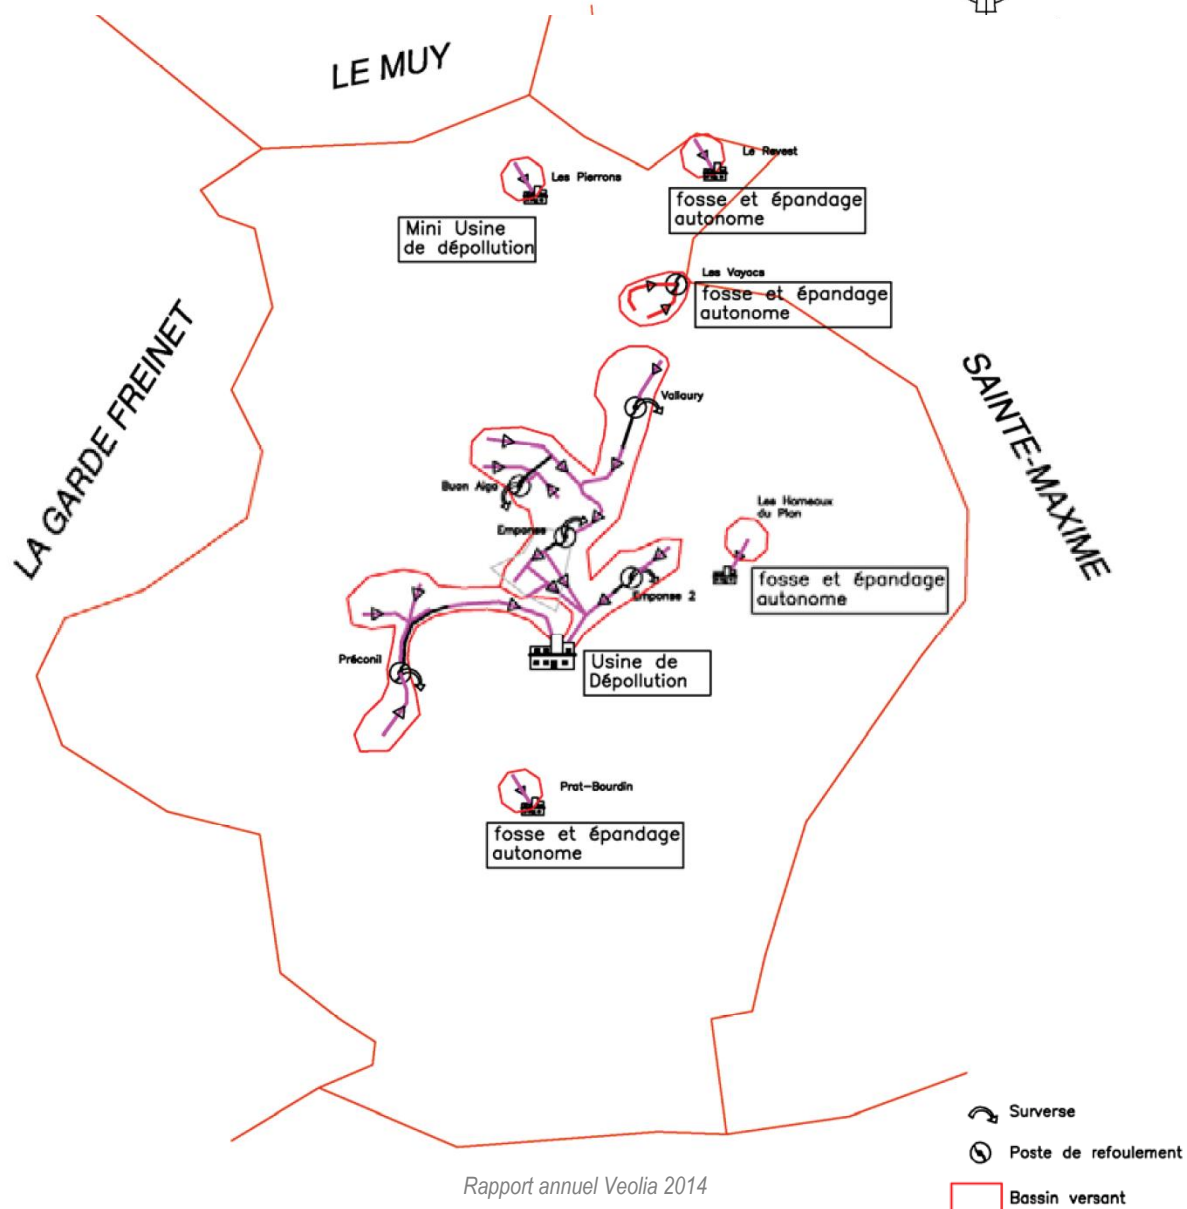 LE MUY
Le Revest
Les Pierrons
fosse et épandage
autonome
Mini Usine
de dépollution
Les Vayacs
fosse et épandage
autonome
LA GARDE FREINET
SAINTE-MAXIME
Vallaury
Buon Aigo
Les Hameaux
du Plan
Emponse
fosse et épandage
autonome
Emponse 2
Préconil
Usine de
Dépollution
Prat-Bourdin
fosse et épandage
autonome
Surverse
Poste de refoulement
Bassin versant
Rapport annuel Veolia 2014